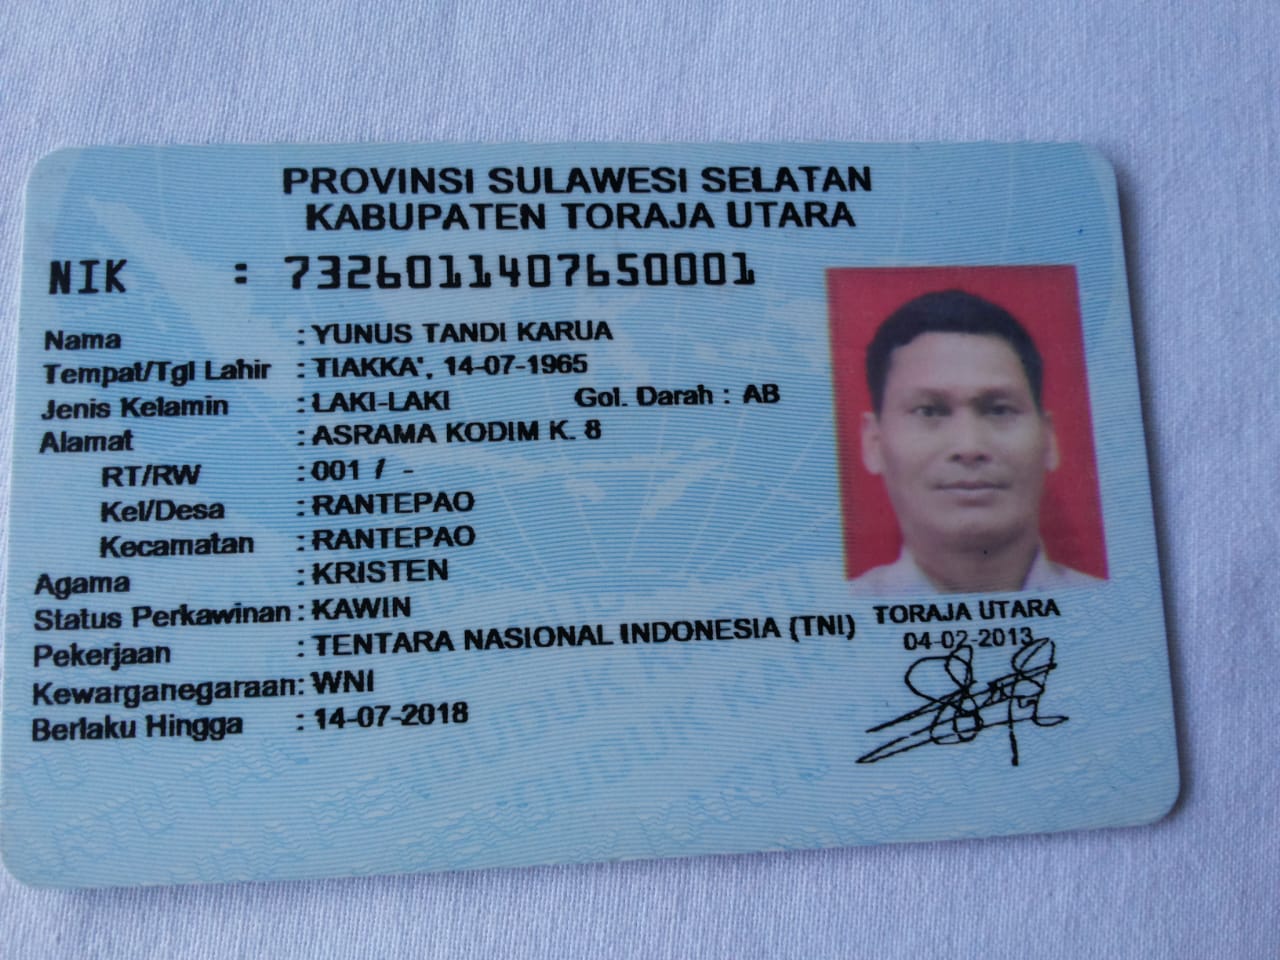 PROVINSI SULAWESI SELATAN
KABUPATEN TORAJA UTARA
NIK : 7326011407650001
Nama : YUNUS TANDI KARUA
Tempat/Tgl Lahir : TIAKKA', 14-07-1965
Jenis Kelamin : LAKI-LAKI Gol. Darah : AB
Alamat : ASRAMA KODIM K. 8
RT/RW : 001 / -
Kel/Desa : RANTEPAO
Kecamatan : RANTEPAO
Agama : KRISTEN
Status Perkawinan : KAWIN
Pekerjaan : TENTARA NASIONAL INDONESIA (TNI)
Kewarganegaraan : WNI
Berlaku Hingga : 14-07-2018
TORAJA UTARA
04-02-2013